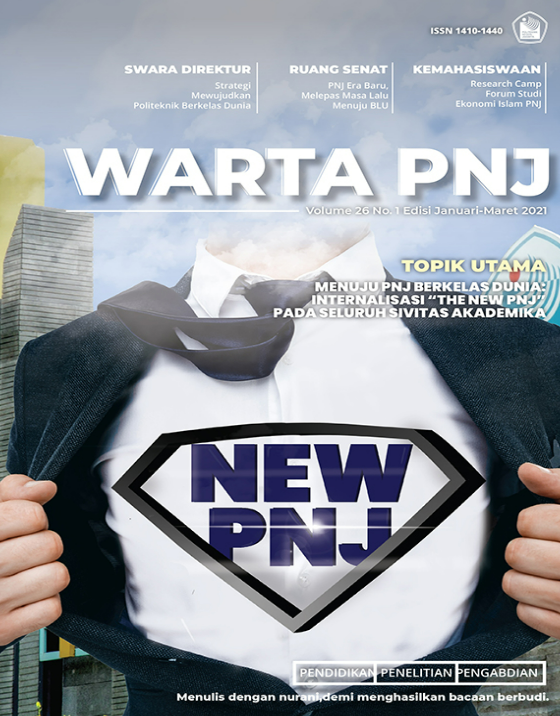 ISSN 1410-1440
SWARA DIREKTUR
Strategi
Mewujudkan
Politeknik Berkelas Dunia
RUANG SENAT
PNJ Era Baru,
Melepas Masa Lalu
Menuju BLU
KEMAHASISWAAN
Research Camp
Forum Studi
Ekonomi Islam PNJ
WARTA PNJ
Volume 26 No. 1 Edisi Januari-Maret 2021
TOPIK UTAMA
MENUJU PNJ BERKELAS DUNIA:
INTERNALISASI “THE NEW PNJ”
PADA SELURUH SIVITAS AKADEMIKA
NEW
PNJ
PENDIDIKAN PENELITIAN PENGABDIAN
Menulis dengan nurani,demi menghasilkan bacaan berbudi.